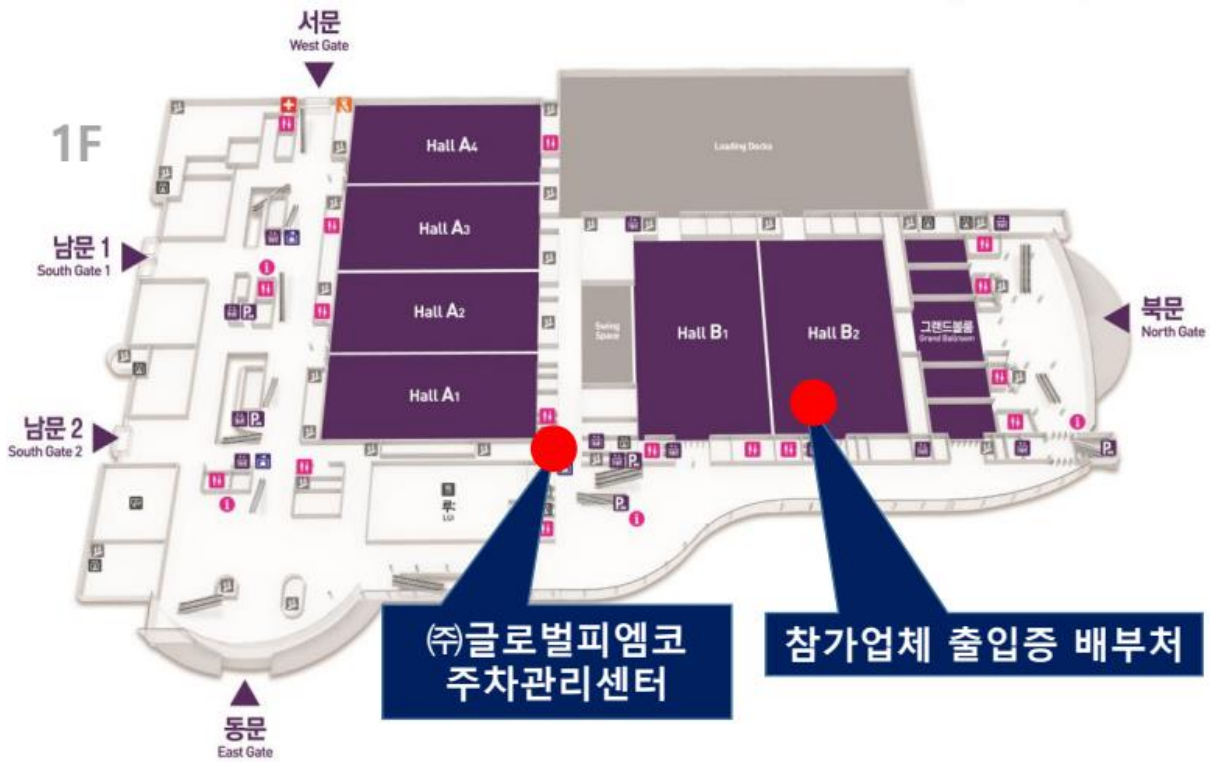 서문
West Gate
1F
Hall A4
Loading Docks
Hall A3
남문 1
South Gate 1
Hall A2
Swing
Space
Hall B1
Hall B2
그랜드볼룸
Grand Ballroom
북문
North Gate
Hall A1
남문 2
South Gate 2
루
LU
㈜글로벌피엠코
주차관리센터
참가업체 출입증 배부처
동문
East Gate